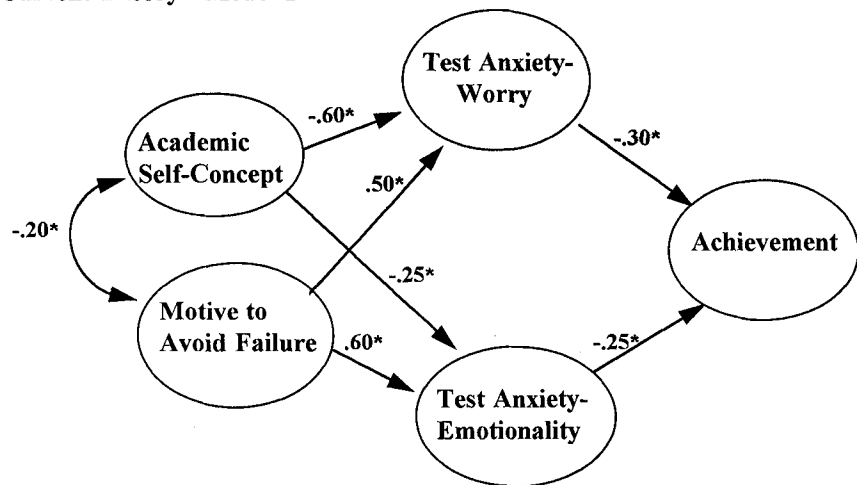 Test Anxiety-
Worry
-.60*
Academic
Self-Concept
-.30*
.50*
-.20*
Achievement
-.25*
Motive to
Avoid Failure
.60*
-.25*
Test Anxiety-
Emotionality